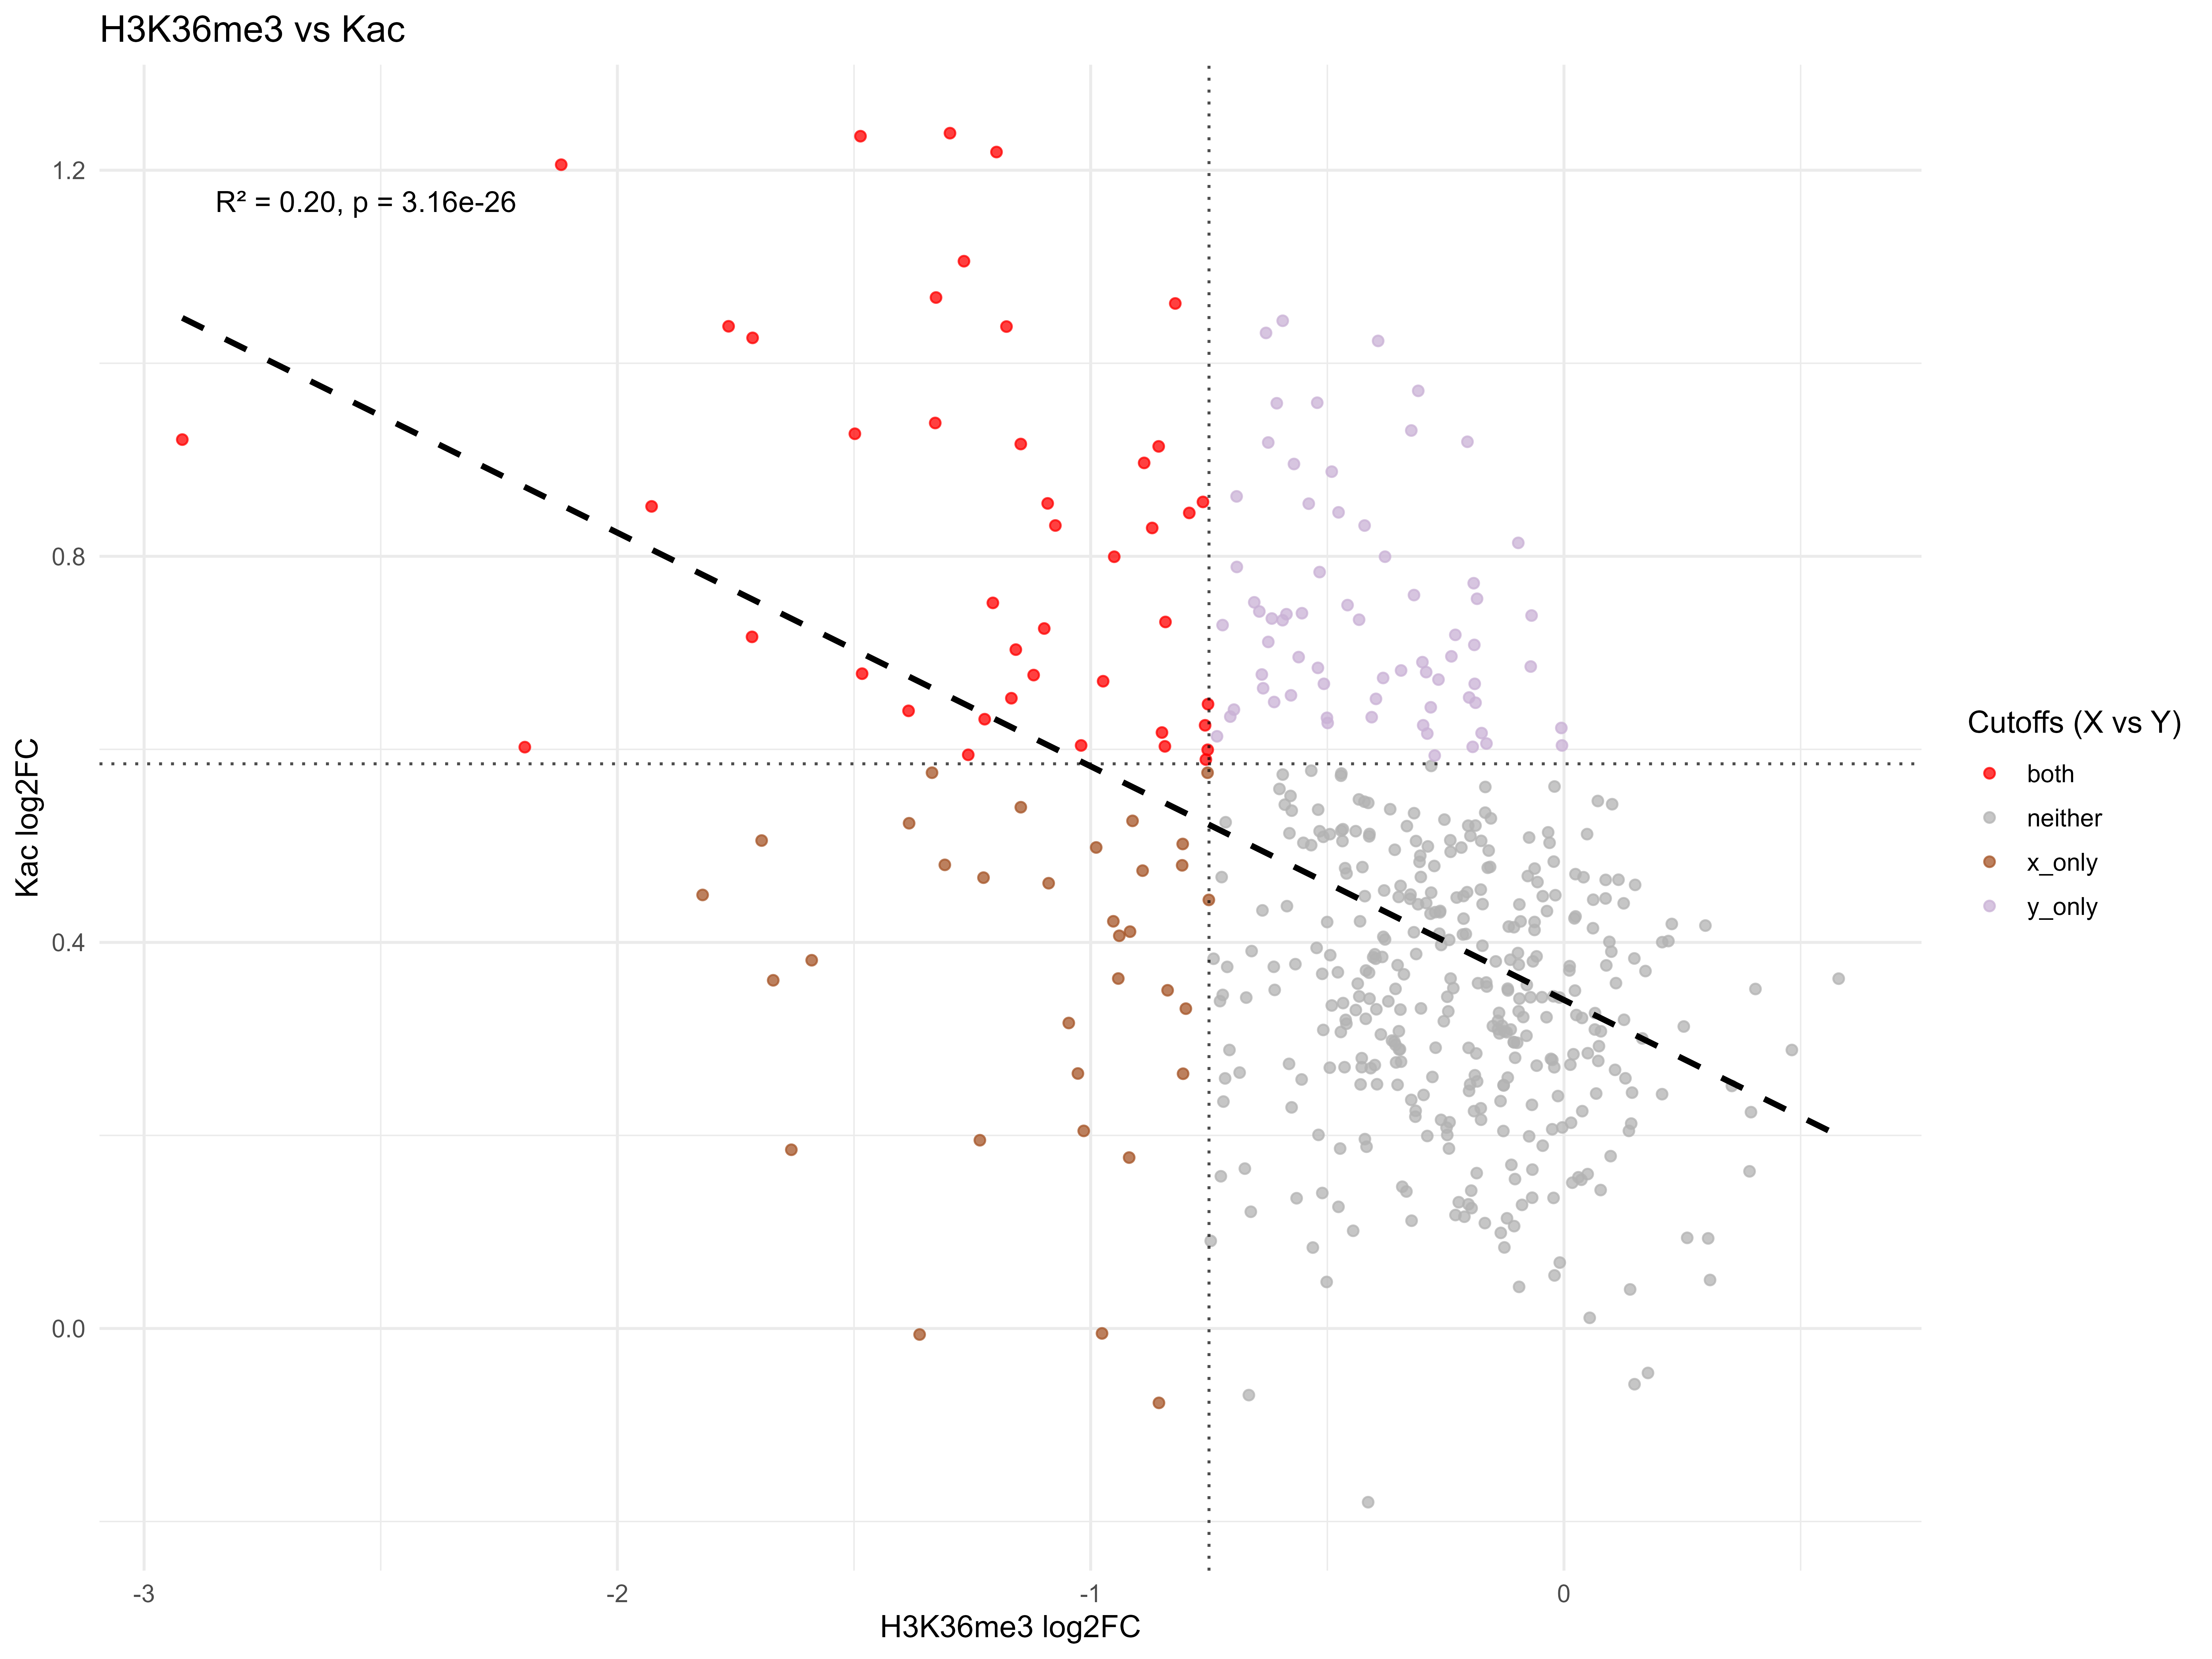 H3K36me3 vs Kac
R² = 0.20, p = 3.16e-26
1.2
0.8
0.4
0.0
Kac log2FC
-3
-2
-1
0
H3K36me3 log2FC
Cutoffs (X vs Y)
both
neither
x_only
y_only